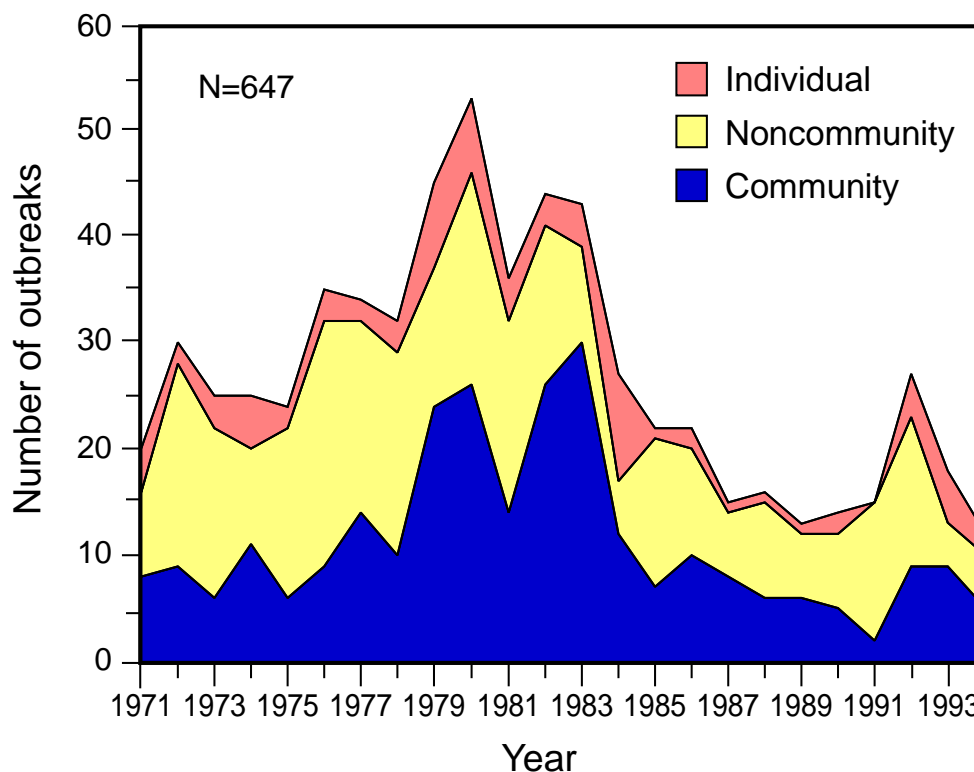 60
50
40
30
20
10
0
Number of outbreaks
N=647
Individual
Noncommunity
Community
1971 1973 1975 1977 1979 1981 1983 1985 1987 1989 1991 1993
Year